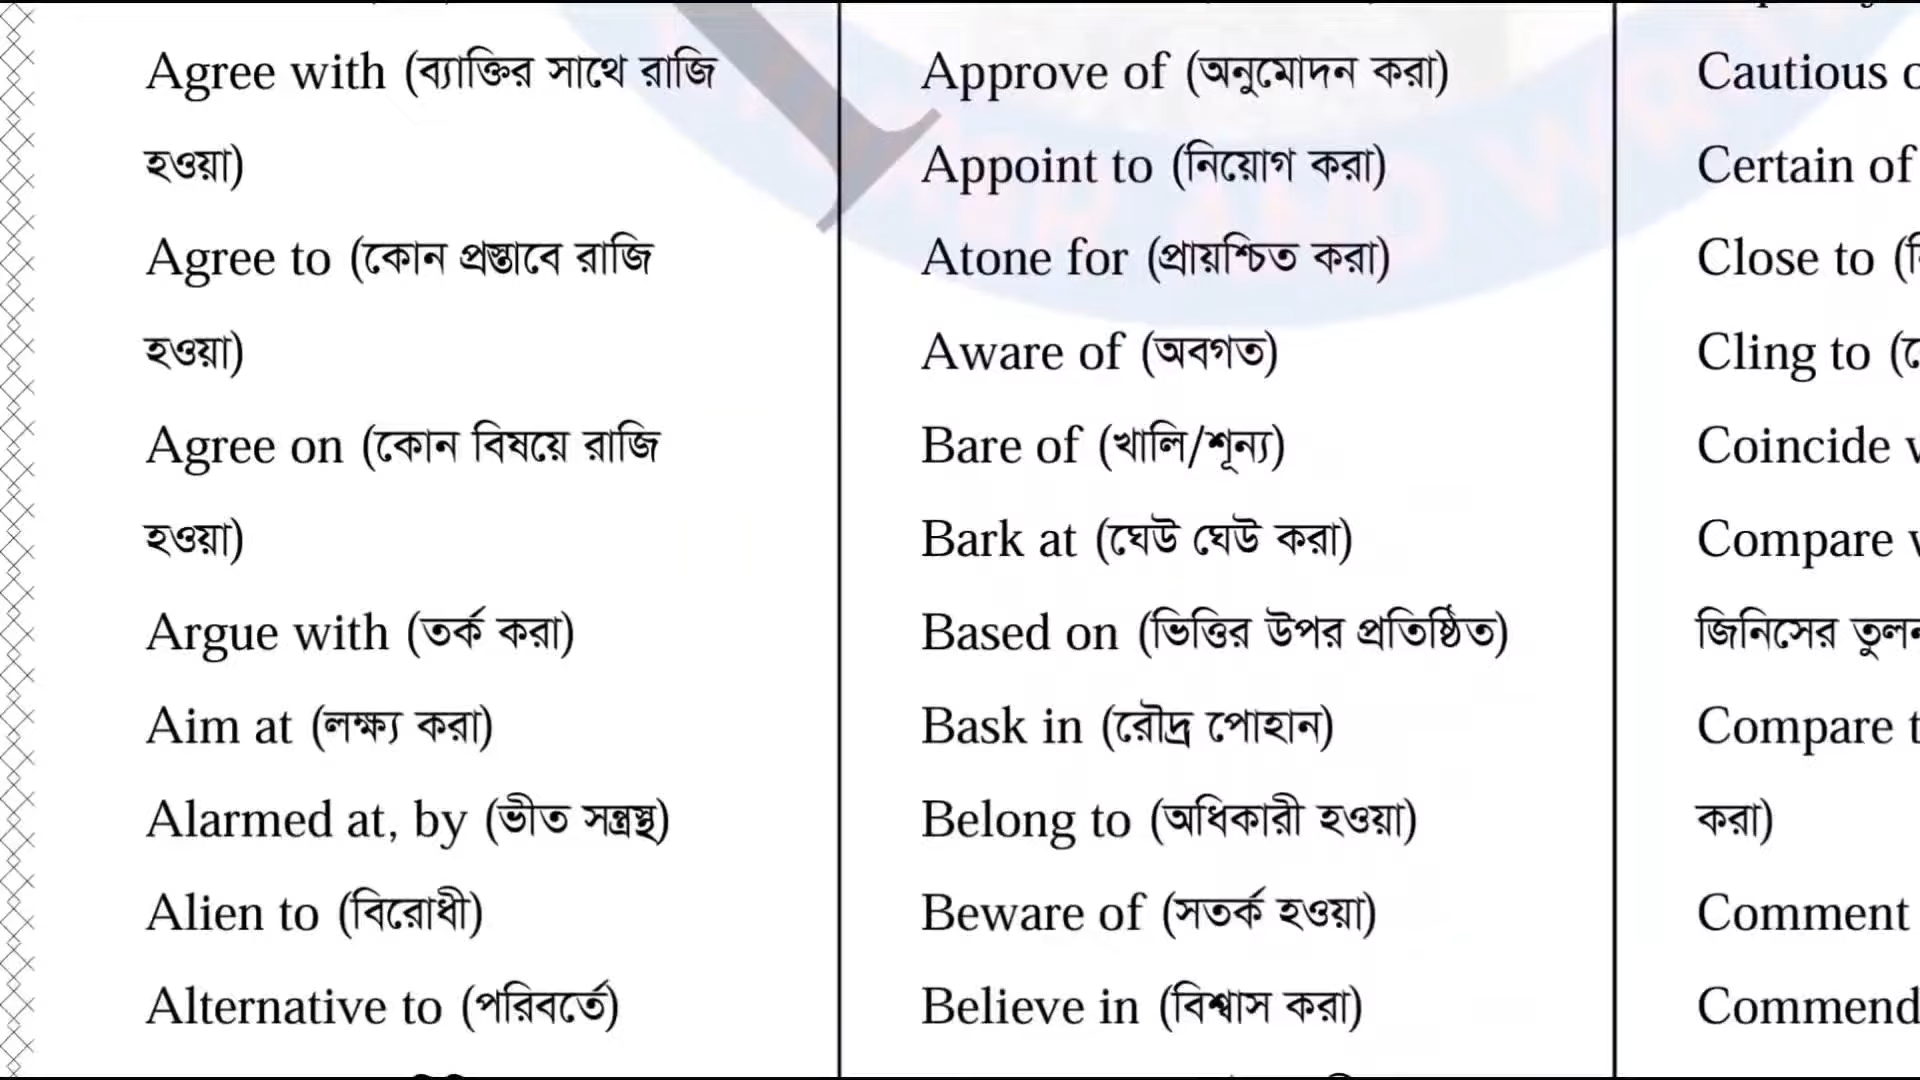 Agree with (ব্যাক্তির সাথে রাজি
হওয়া)
Agree to (কোন প্রস্তাবে রাজি
হওয়া)
Agree on (কোন বিষয়ে রাজি
হওয়া)
Argue with (তর্ক করা)
Aim at (লক্ষ্য করা)
Alarmed at, by (ভীত সন্ত্রস্থ)
Alien to (বিরোধী)
Alternative to (পরিবর্তে)
Approve of (অনুমোদন করা)
Appoint to (নিয়োগ করা)
Atone for (প্রায়শ্চিত করা)
Aware of (অবগত)
Bare of (খালি/শূন্য)
Bark at (ঘেউ ঘেউ করা)
Based on (ভিত্তির উপর প্রতিষ্ঠিত)
Bask in (রৌদ্র পোহান)
Belong to (অধিকারী হওয়া)
Beware of (সতর্ক হওয়া)
Believe in (বিশ্বাস করা)
Cautious
Certain of
Close to
Cling to
Coincide
Compare
জিনিসের
Compare
করা)
Comment
Commend